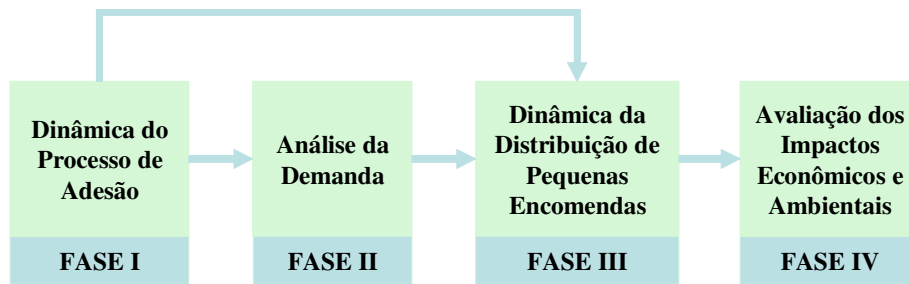 Dinâmica do
Processo de
Adesão
FASE I
Análise da
Demanda
FASE II
Dinâmica da
Distribuição de
Pequenas
Encomendas
FASE III
Avaliação dos
Impactos
Econômicos e
Ambientais
FASE IV